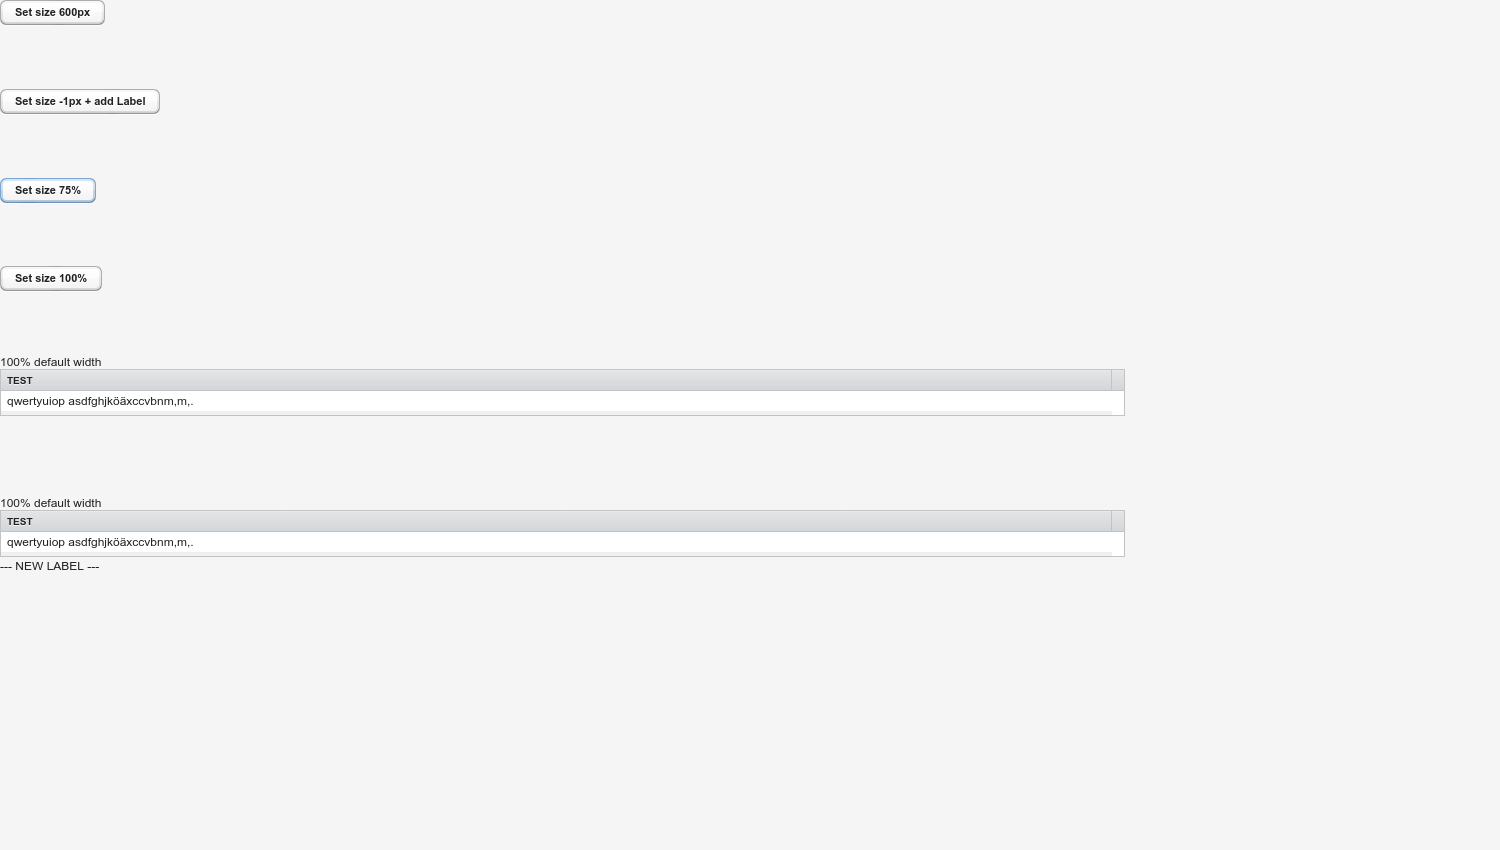 Set size 600px
Set size -1px + add Label
Set size 75%
Set size 100%
100% default width
TEST
qwertyuiop asdfghjköäxccvbnm,m,.
100% default width
TEST
qwertyuiop asdfghjköäxccvbnm,m,.
--- NEW LABEL ---